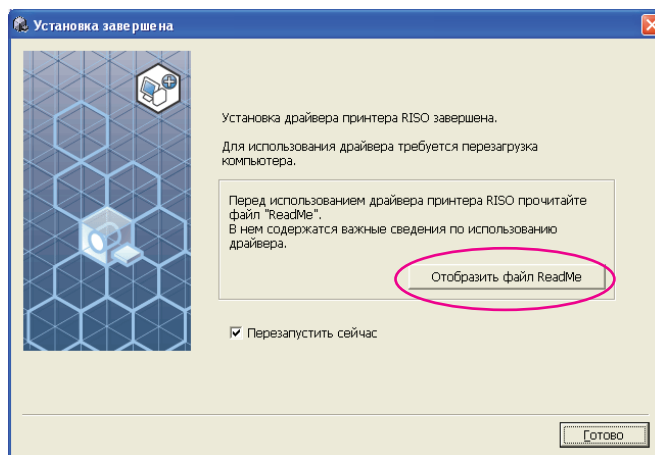 Установка завершена
Установка драйвера принтера RISO завершена.
Для использования драйвера требуется перезагрузка
компьютера.
Перед использованием драйвера принтера RISO прочитайте
файл "ReadMe".
В нем содержатся важные сведения по использованию
драйвера.
Отобразить файл ReadMe
Перезапустить сейчас
Готово